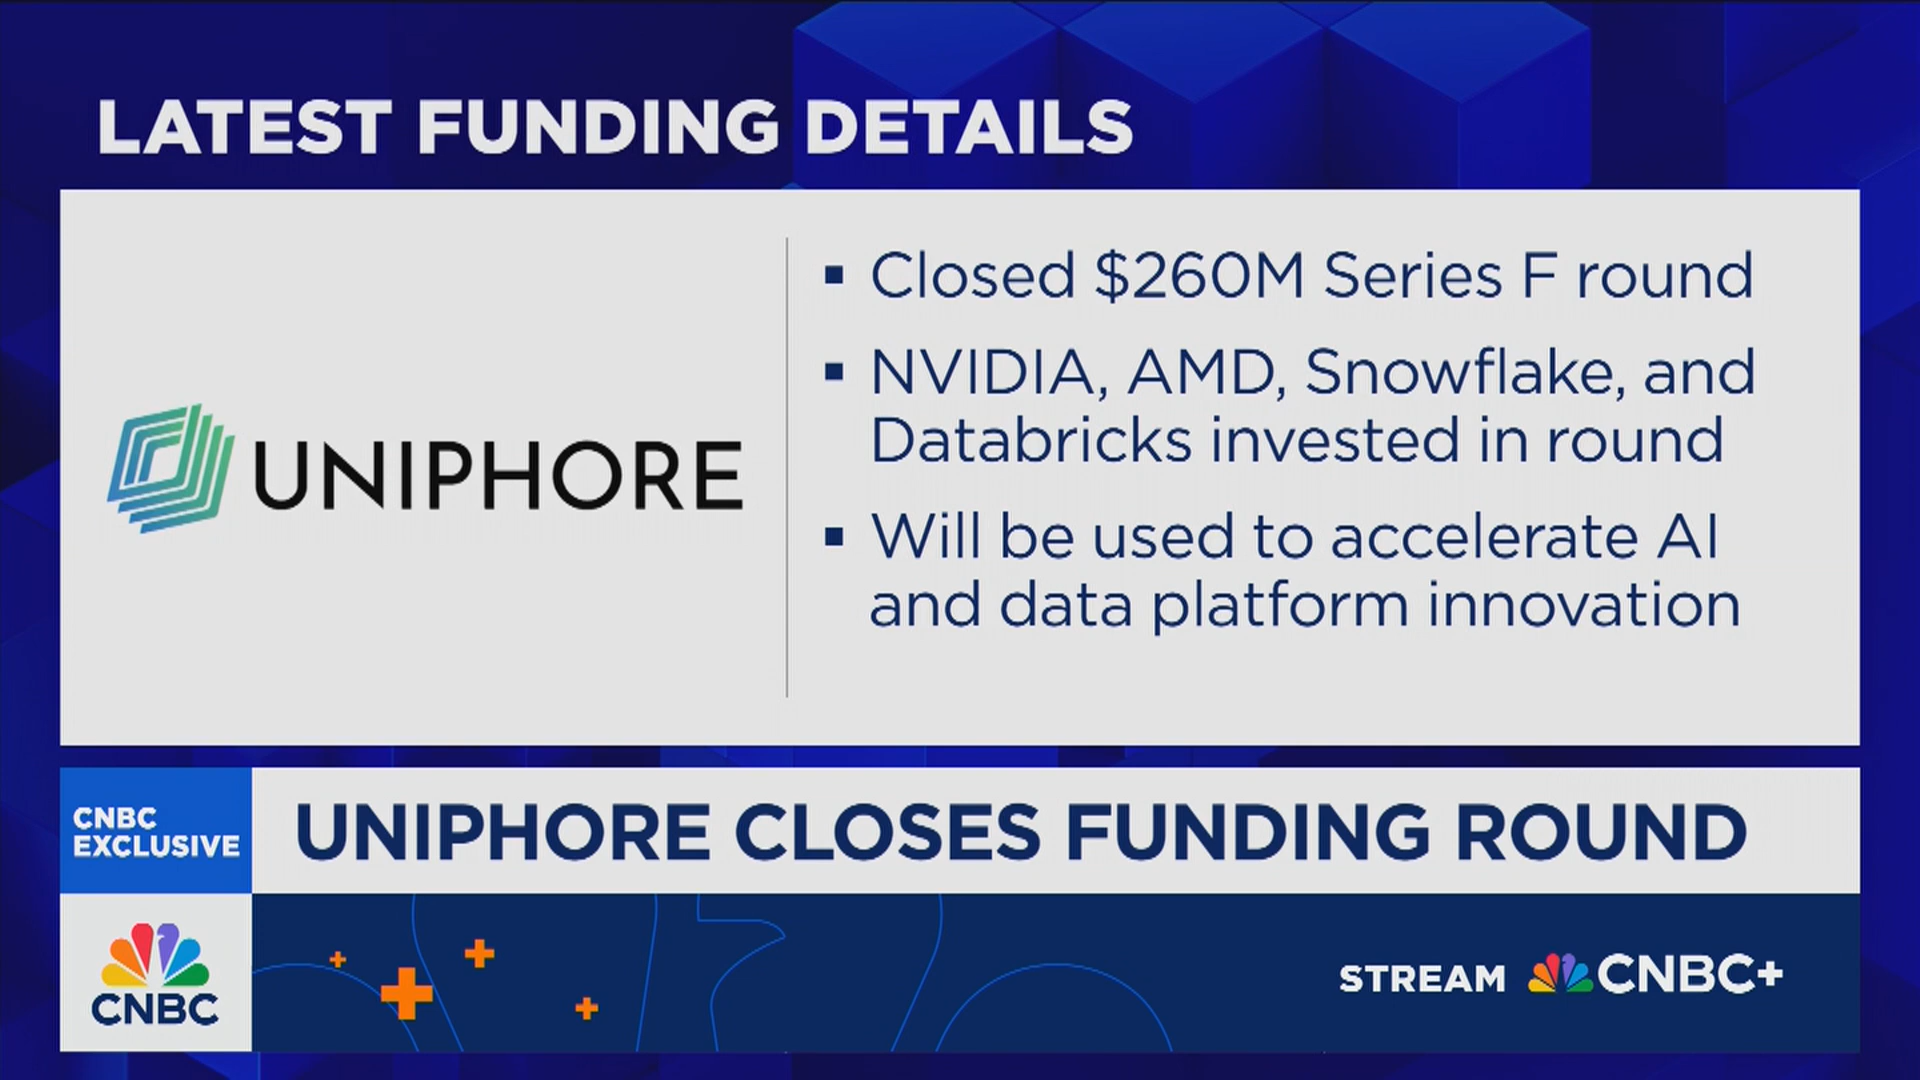 LATEST FUNDING DETAILS
UNIPHORE
▪ Closed $260M Series F round
▪ NVIDIA, AMD, Snowflake, and
Databricks invested in round
▪ Will be used to accelerate AI
and data platform innovation
CNBC
EXCLUSIVE
UNIPHORE CLOSES FUNDING ROUND
CNBC
STREAM CNBC+